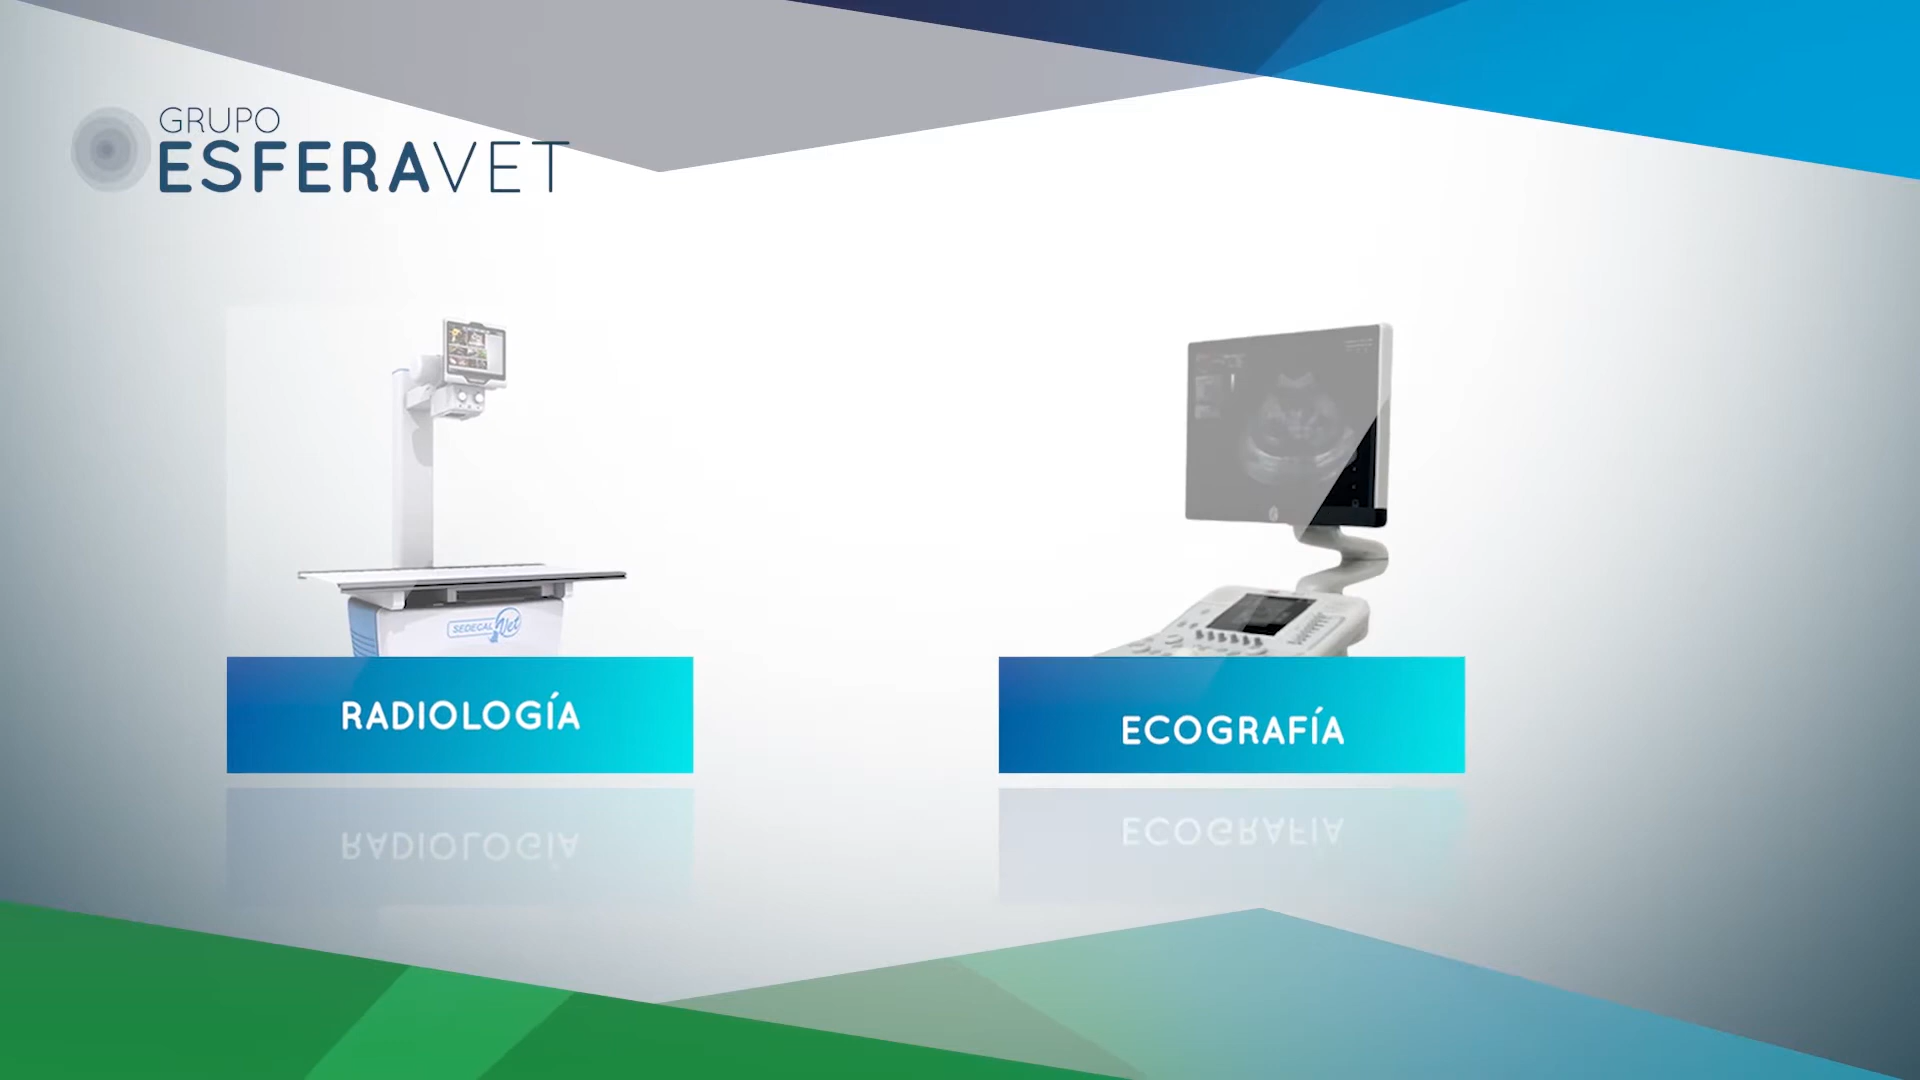 GRUPO
ESFERAVET
SEDECAL Vet
RADIOLOGÍA
ECOGRAFÍA
RADIOLOGÍA
ECOGRAFÍA